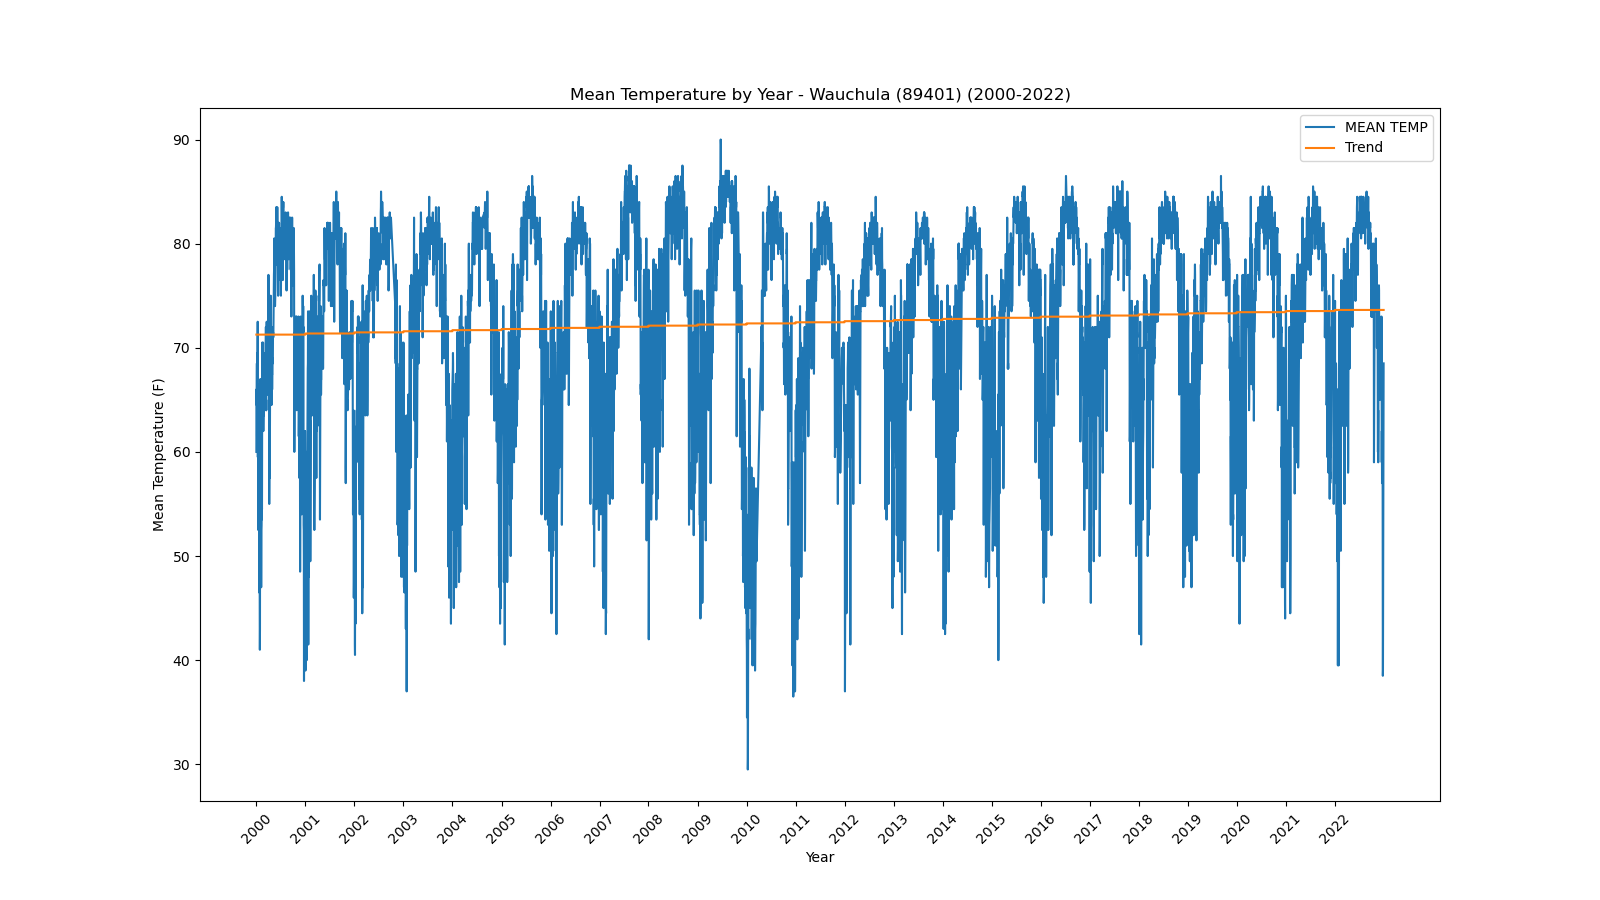 Mean Temperature by Year - Wauchula (89401) (2000-2022)
MEAN TEMP
Trend
Mean Temperature (F)
90
80
70
60
50
40
30
2000 2001 2002 2003 2004 2005 2006 2007 2008 2009 2010 2011 2012 2013 2014 2015 2016 2017 2018 2019 2020 2021 2022
Year